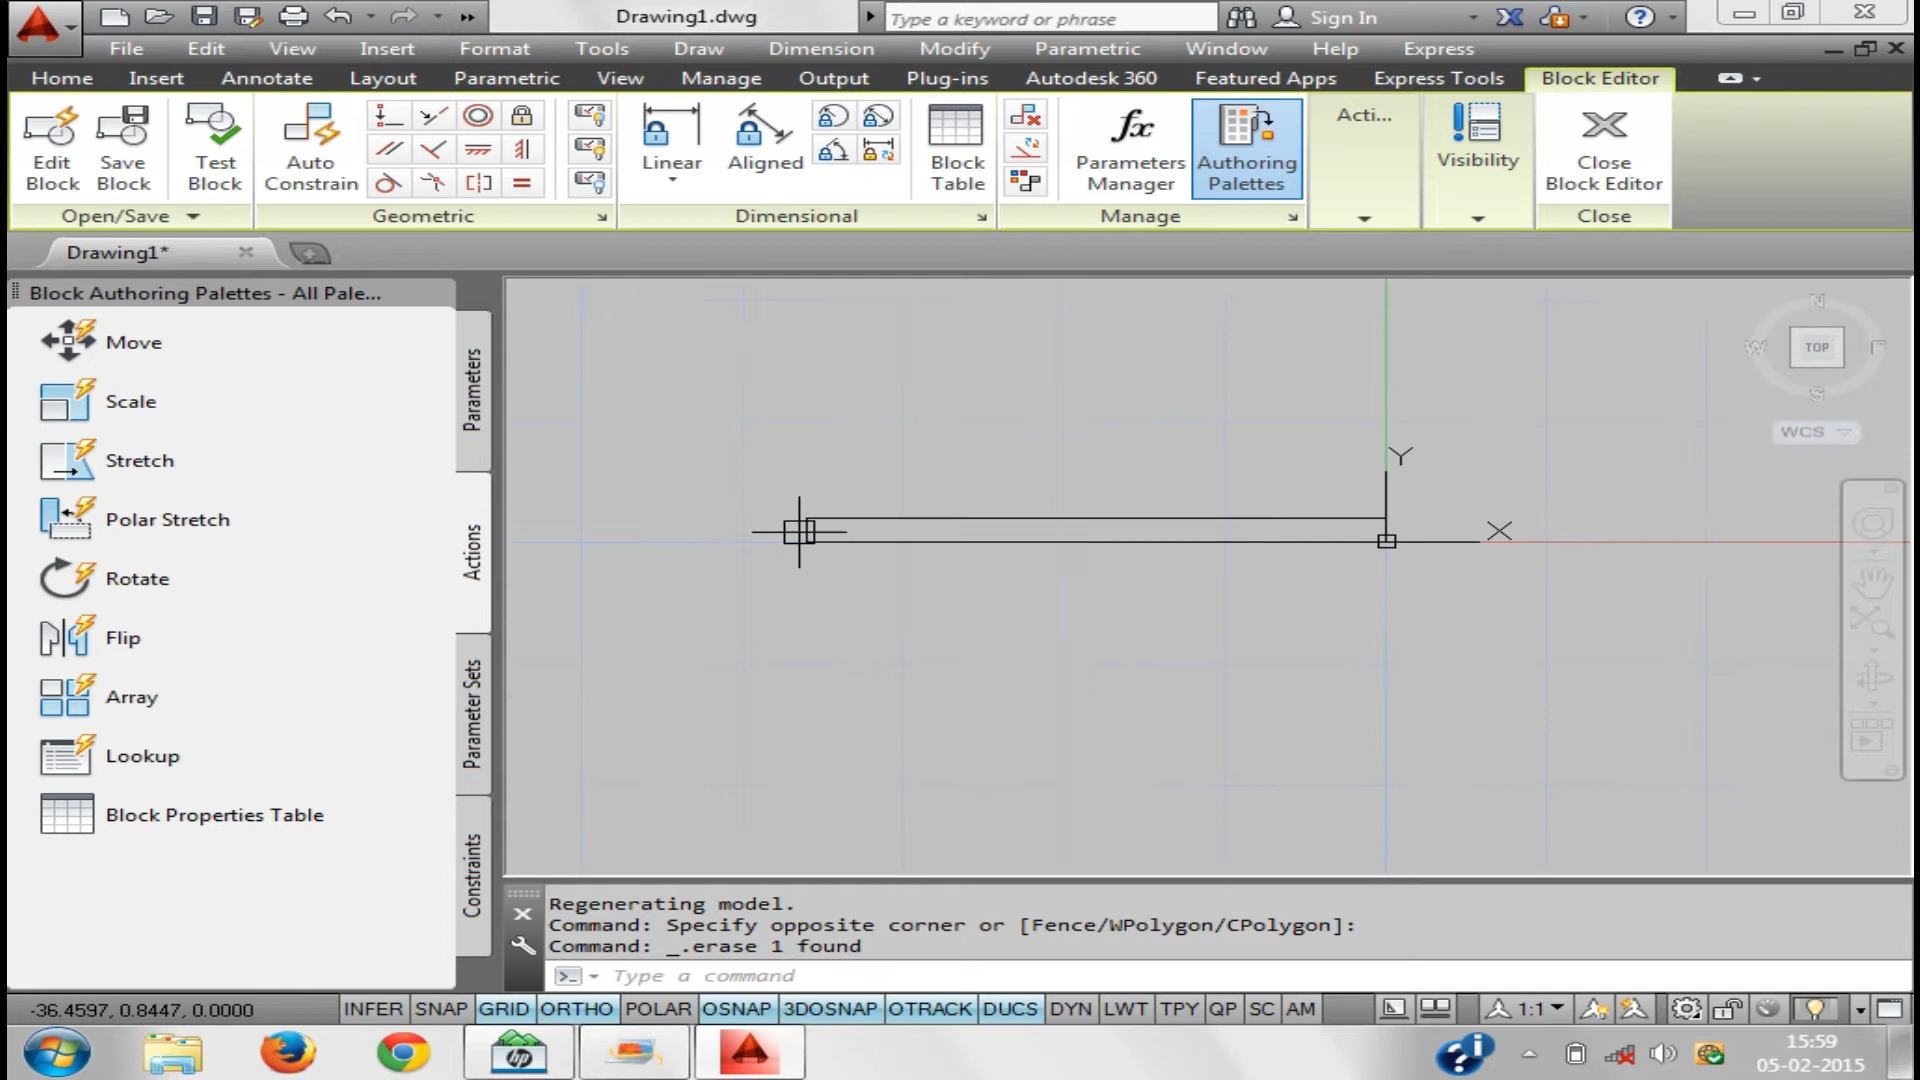 Drawing1.dwg
Type a keyword or phrase
Sign In
File Edit View Insert Format Tools Draw Dimension Modify Parametric Window Help Express
Home Insert Annotate Layout Parametric View Manage Output Plug-ins Autodesk 360 Featured Apps Express Tools Block Editor
Edit Block
Save Block
Test Block
Auto Constrain
Linear
Aligned
Block Table
fx
Parameters Manager
Authoring Palettes
Acti...
Visibility
Close Block Editor
Open/Save Geometric Dimensional Manage Close
Drawing1*
Block Authoring Palettes - All Pale...
Move
Scale
Stretch
Polar Stretch
Rotate
Flip
Array
Lookup
Block Properties Table
Parameters
Actions
Parameter Sets
Constraints
Y
X
N
W
TOP
E
S
WCS
Regenerating model.
Command: Specify opposite corner or [Fence/WPolygon/CPolygon]:
Command: _.erase 1 found
Type a command
-36.4597, 0.8447, 0.0000
INFER SNAP GRID ORTHO POLAR OSNAP 3DOSNAP OTRACK DUCS DYN LWT TPY QP SC AM
1:1
hp
15:59
05-02-2015